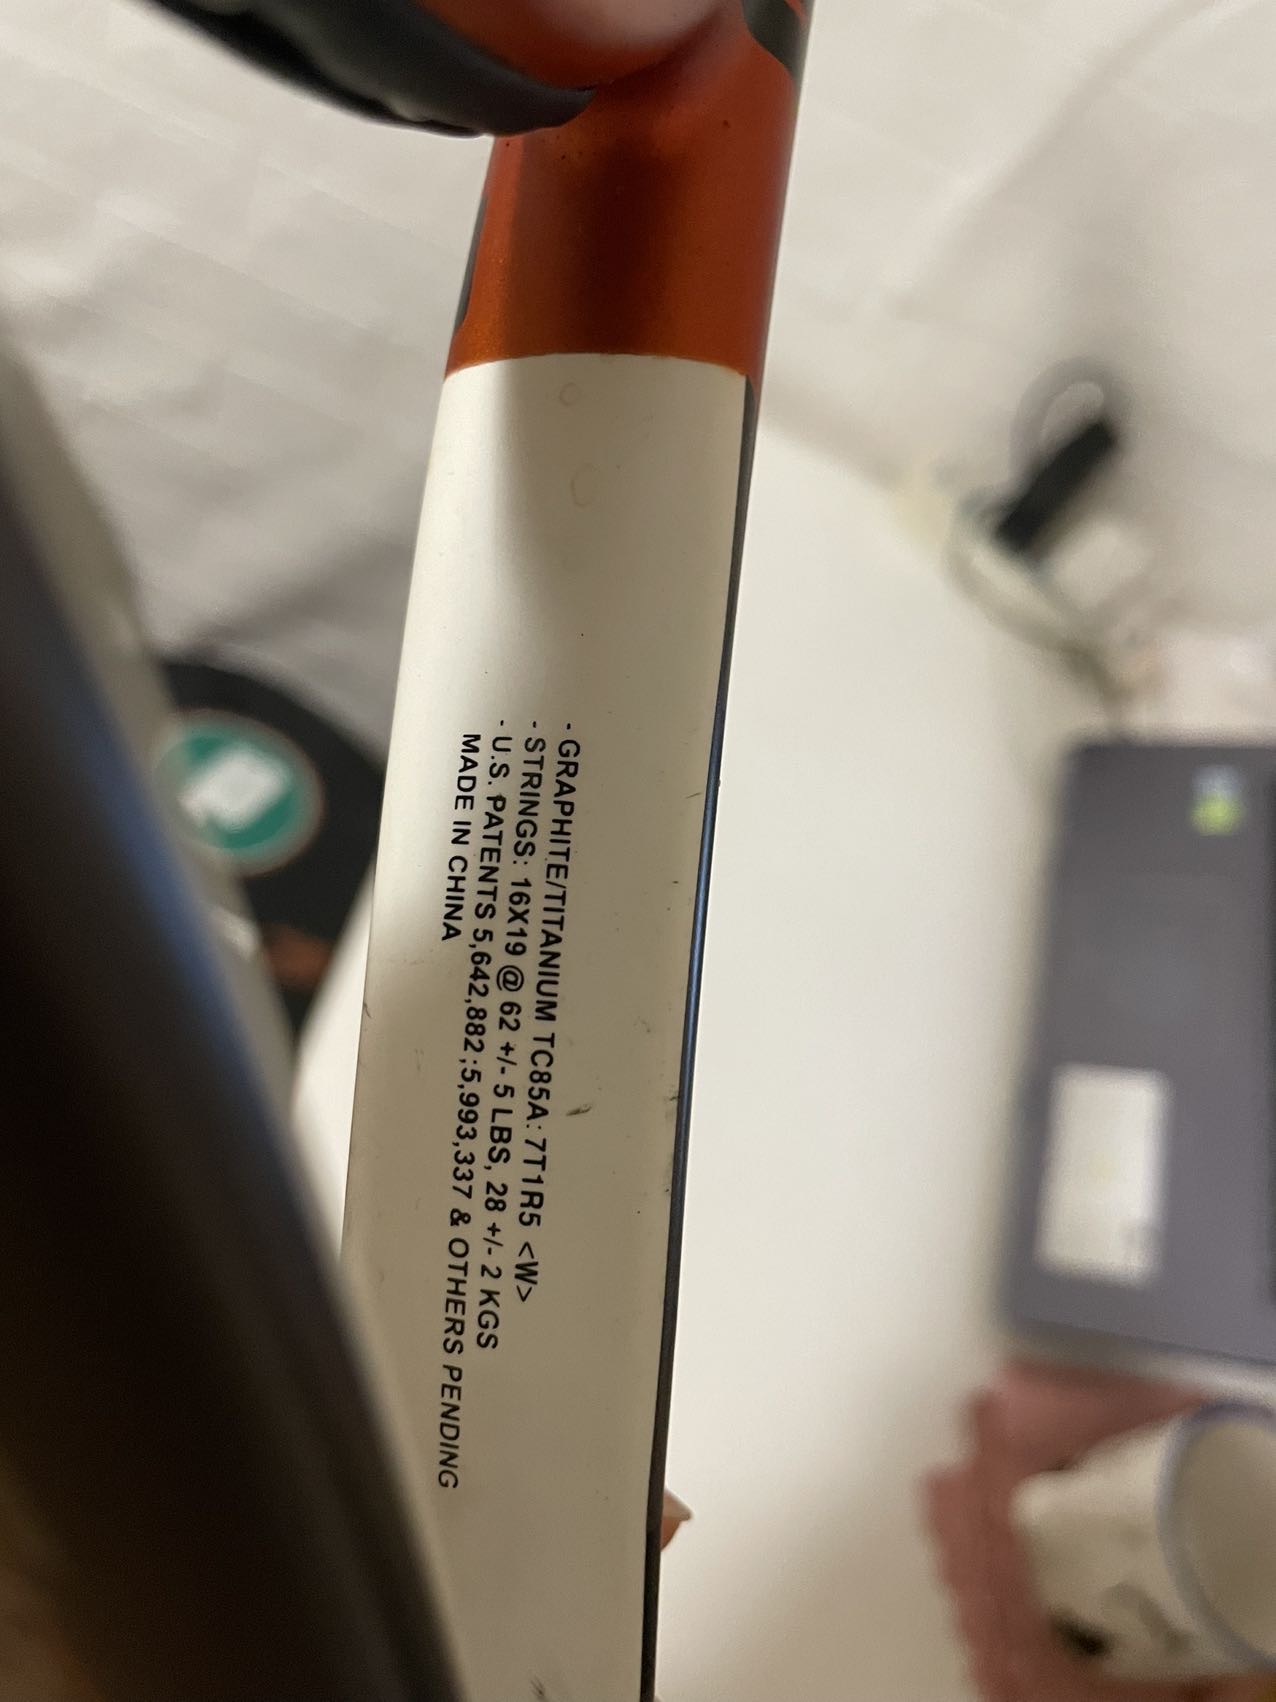 - GRAPHITE/TITANIUM TC85A: 7T1R5 <W>
- STRINGS: 16X19 @ 62 +/- 5 LBS, 28 +/- 2 KGS
- U.S. PATENTS 5,642,882;5,993,337 & OTHERS PENDING
MADE IN CHINA